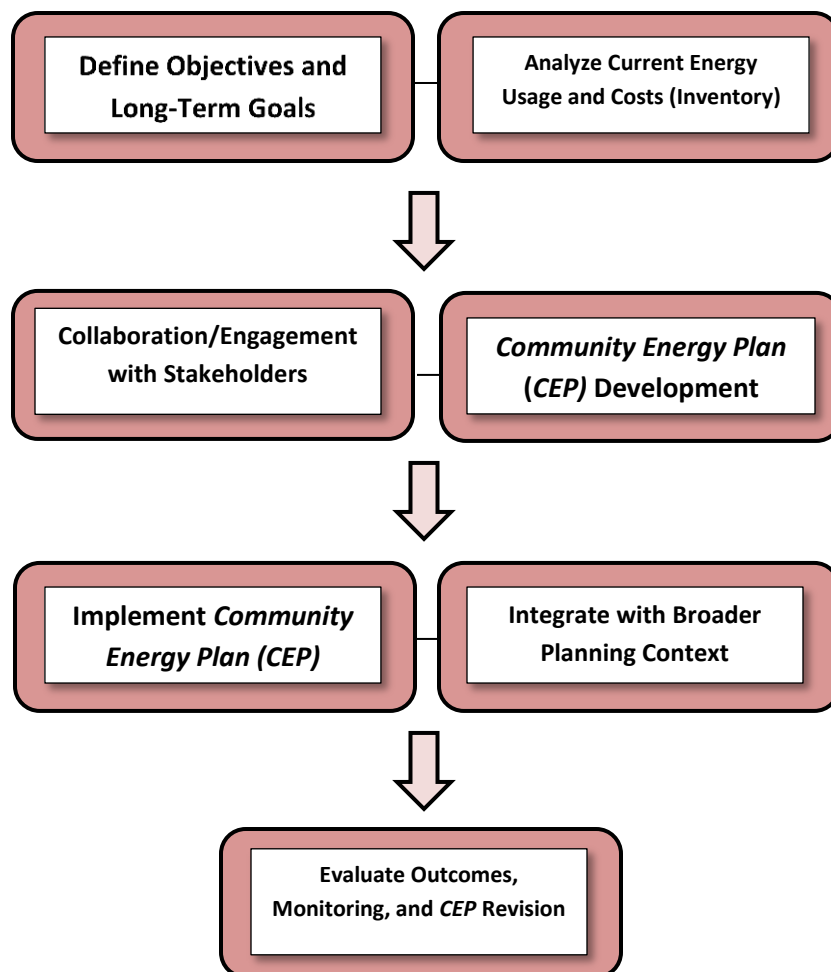 Define Objectives and
Long-Term Goals
Analyze Current Energy
Usage and Costs (Inventory)
Collaboration/Engagement
with Stakeholders
Community Energy Plan
(CEP) Development
Implement Community
Energy Plan (CEP)
Integrate with Broader
Planning Context
Evaluate Outcomes,
Monitoring, and CEP Revision